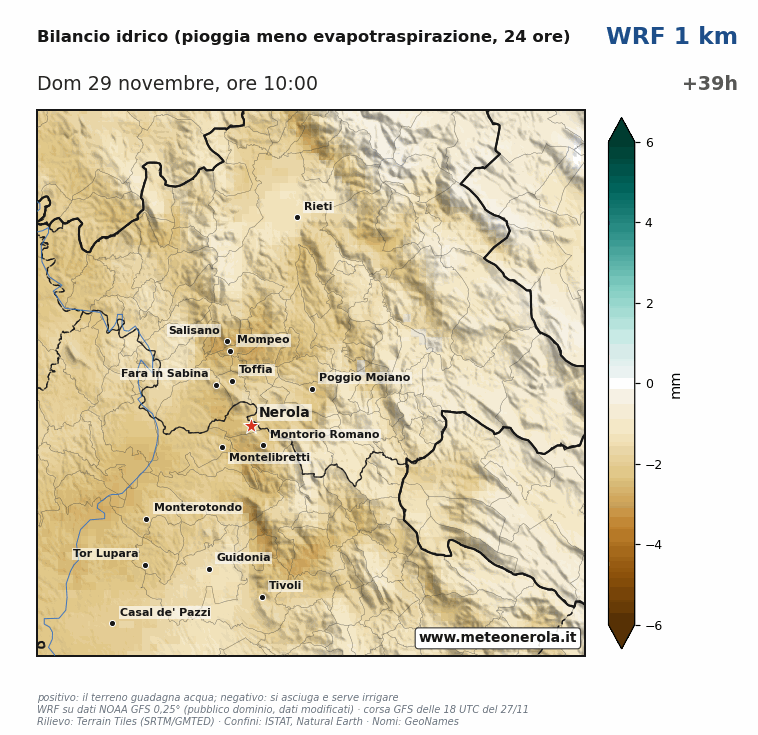 Bilancio idrico (pioggia meno evapotraspirazione, 24 ore)
WRF 1 km
Dom 29 novembre, ore 10:00
+39h
Rieti
Salisano
Mompeo
Toffia
Fara in Sabina
Poggio Moiano
Nerola
Montorio Romano
Montelibretti
Monterotondo
Tor Lupara
Guidonia
Tivoli
Casal de' Pazzi
www.meteonerola.it
6
4
2
0
−2
−4
−6
mm
positivo: il terreno guadagna acqua; negativo: si asciuga e serve irrigare
WRF su dati NOAA GFS 0,25° (pubblico dominio, dati modificati) · corsa GFS delle 18 UTC del 27/11
Rilievo: Terrain Tiles (SRTM/GMTED) · Confini: ISTAT, Natural Earth · Nomi: GeoNames